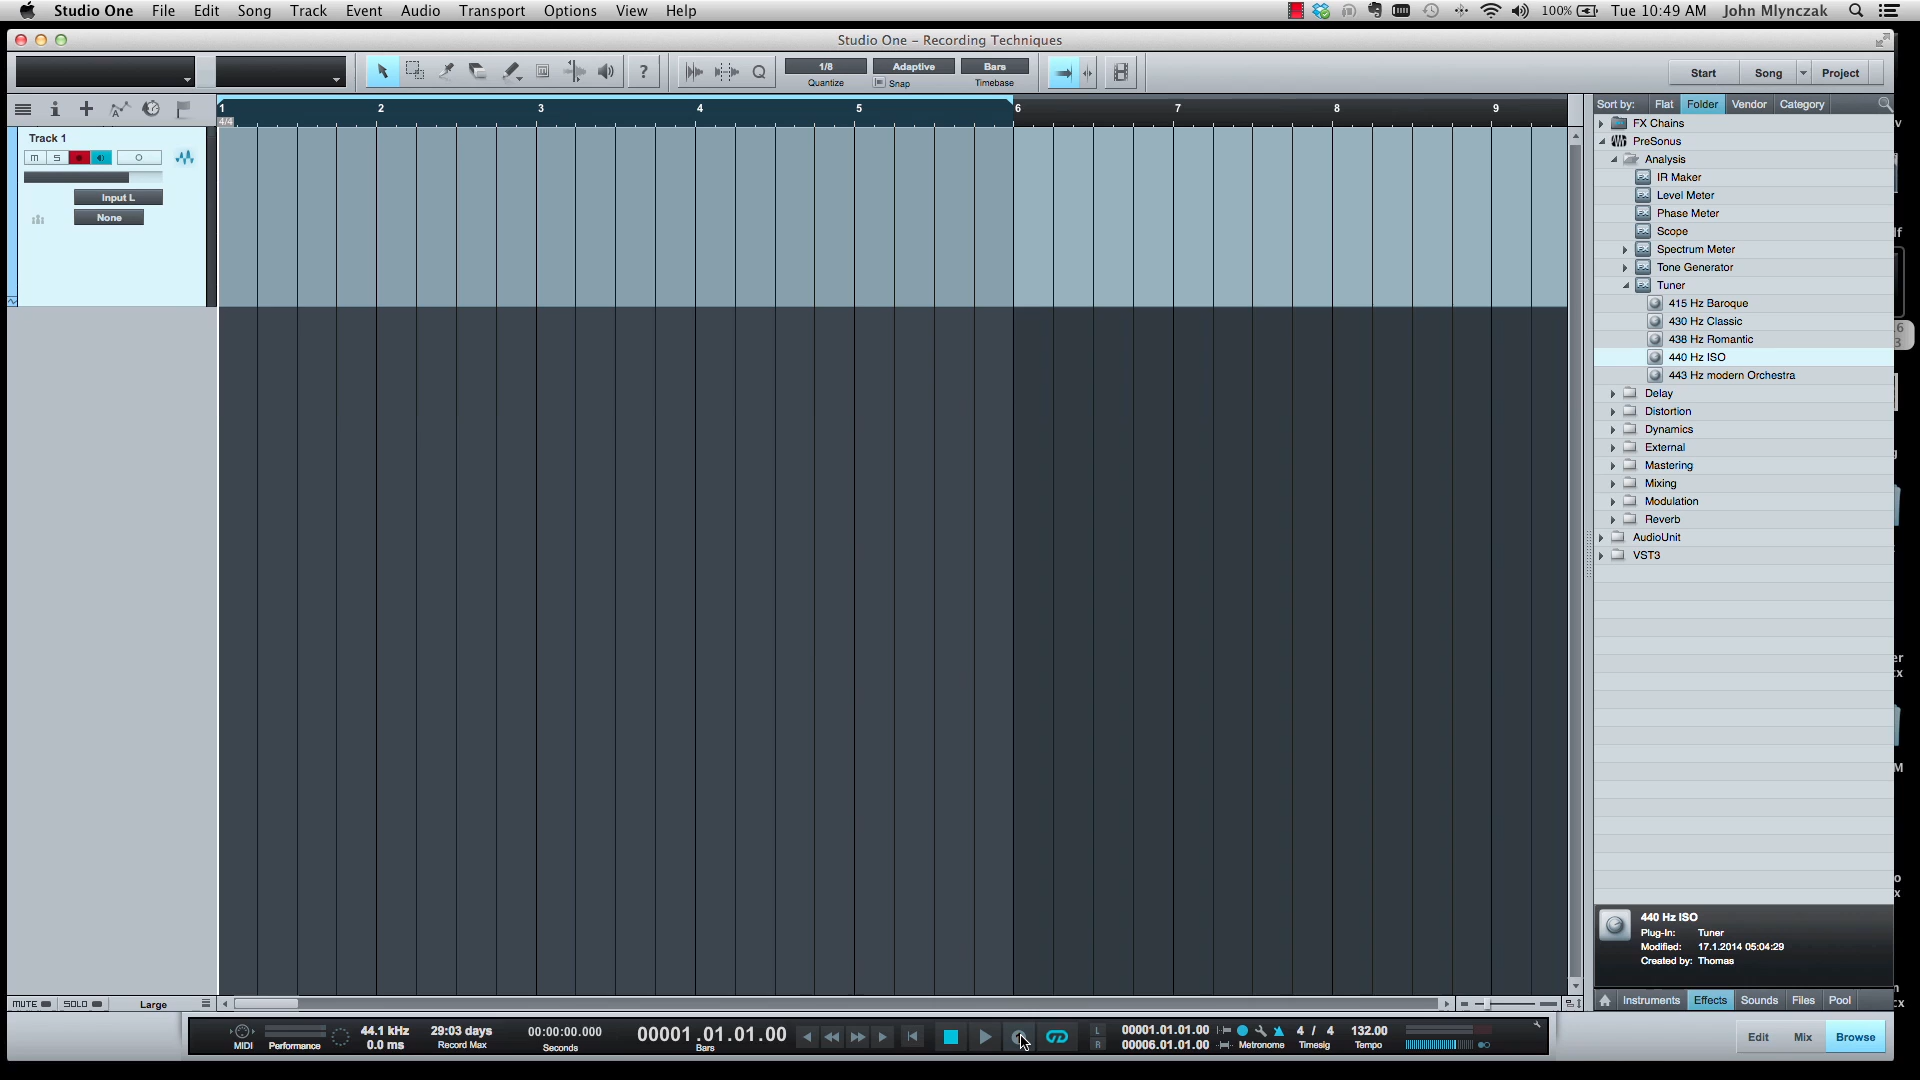 Studio One File Edit Song Track Event Audio Transport Options View Help
100% Tue 10:49 AM John Mlynczak
Studio One – Recording Techniques
1/8 Adaptive Bars
Quantize Snap Timebase
? Q
Start Song Project
1 2 3 4 5 6 7 8 9
4/4
Sort by: Flat Folder Vendor Category
Track 1
M S
Input L
None
FX Chains
PreSonus
Analysis
IR Maker
Level Meter
Phase Meter
Scope
Spectrum Meter
Tone Generator
Tuner
415 Hz Baroque
430 Hz Classic
438 Hz Romantic
440 Hz ISO
443 Hz modern Orchestra
Delay
Distortion
Dynamics
External
Mastering
Mixing
Modulation
Reverb
AudioUnit
VST3
440 Hz ISO
Plug-In: Tuner
Modified: 17.1.2014 05:04:29
Created by: Thomas
MUTE SOLO Large
Instruments Effects Sounds Files Pool
MIDI Performance
44.1 kHz
0.0 ms
29:03 days
Record Max
00:00:00.000
Seconds
00001.01.01.00
Bars
L 00001.01.01.00
R 00006.01.01.00
Metronome
4 / 4
Timesig
132.00
Tempo
Edit Mix Browse